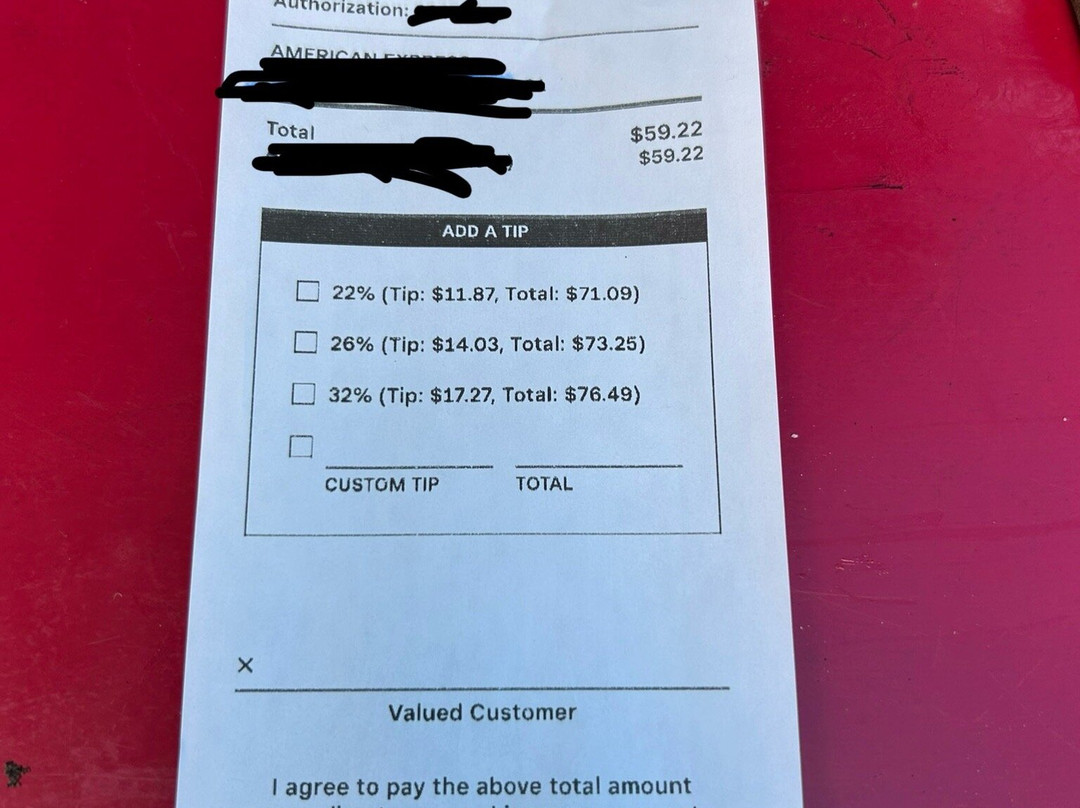 Authorization:
AMERICAN EXPRESS
Total $59.22
$59.22
ADD A TIP
22% (Tip: $11.87, Total: $71.09)
26% (Tip: $14.03, Total: $73.25)
32% (Tip: $17.27, Total: $76.49)
CUSTOM TIP TOTAL
X
Valued Customer
I agree to pay the above total amount